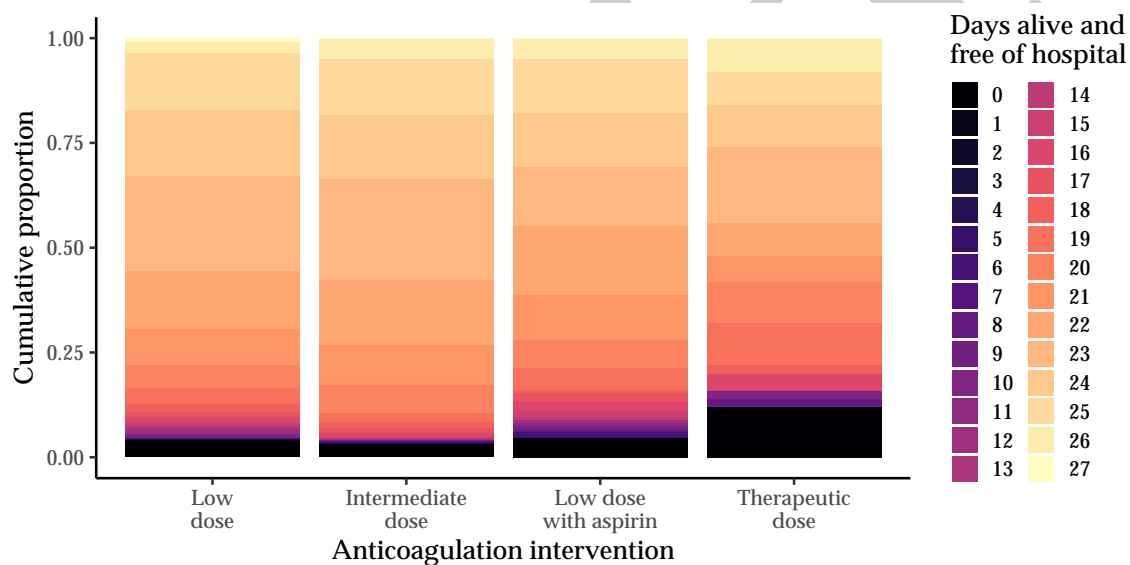 Days alive and
free of hospital
0 14
1 15
2 16
3 17
4 18
5 19
6 20
7 21
8 22
9 23
10 24
11 25
12 26
13 27
Cumulative proportion
1.00
0.75
0.50
0.25
0.00
Low
dose
Intermediate
dose
Low dose
with aspirin
Therapeutic
dose
Anticoagulation intervention